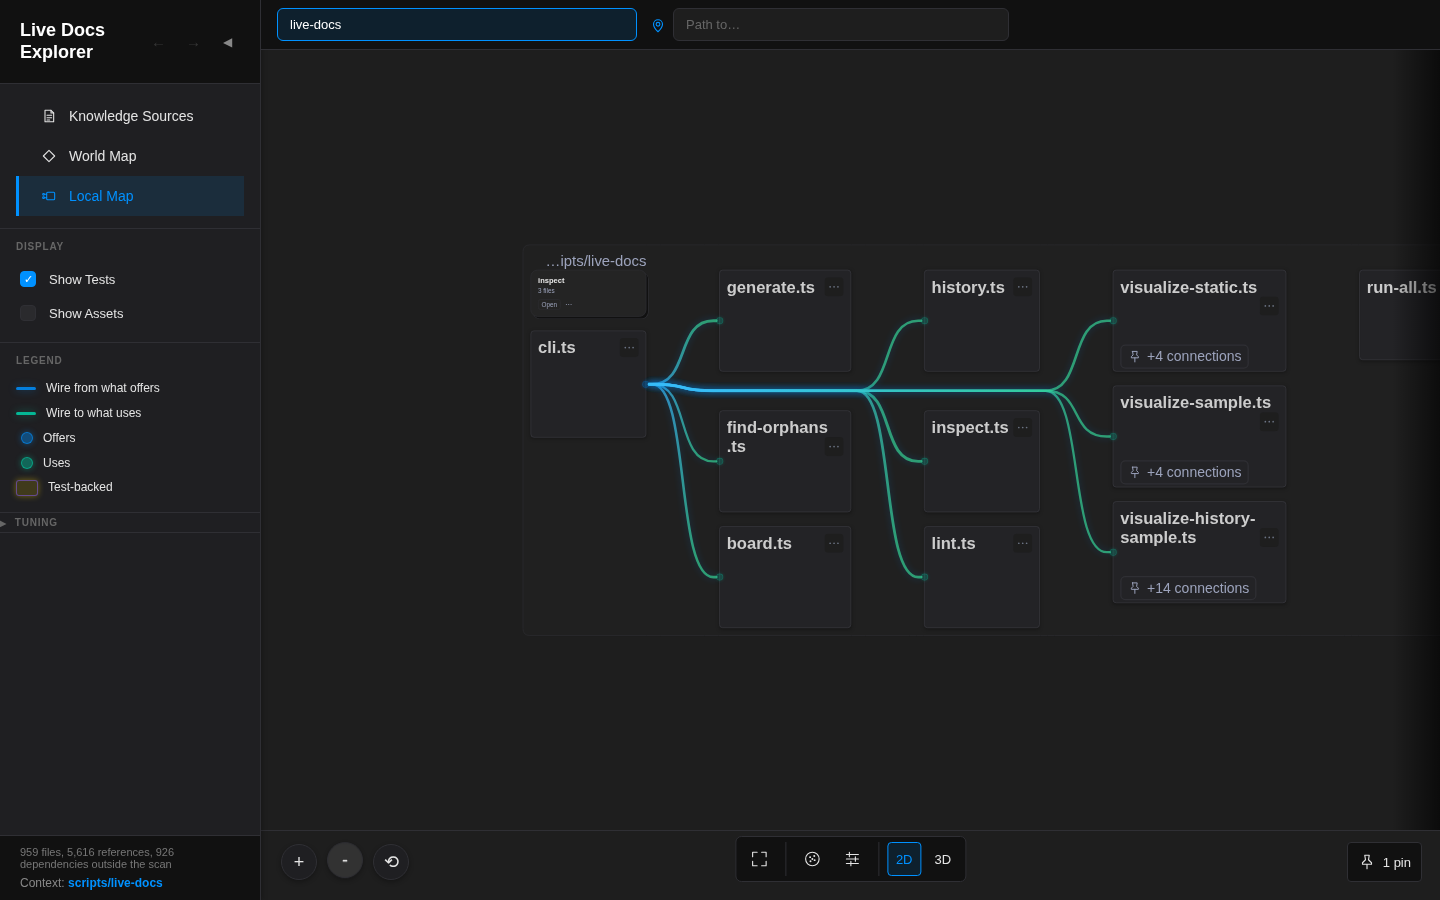 Live Docs
Explorer
← → ◀
live-docs
Path to…
Knowledge Sources
World Map
Local Map
DISPLAY
✓ Show Tests
Show Assets
LEGEND
Wire from what offers
Wire to what uses
Offers
Uses
Test-backed
▶ TUNING
959 files, 5,616 references, 926
dependencies outside the scan
Context: scripts/live-docs
…ipts/live-docs
Inspect
3 files
Open ···
cli.ts ···
generate.ts ···
find-orphans
.ts ···
board.ts ···
history.ts ···
inspect.ts ···
lint.ts ···
visualize-static.ts
···
+4 connections
visualize-sample.ts
···
+4 connections
visualize-history-
sample.ts ···
+14 connections
run-all.ts
+ - ⟲
2D 3D
1 pin